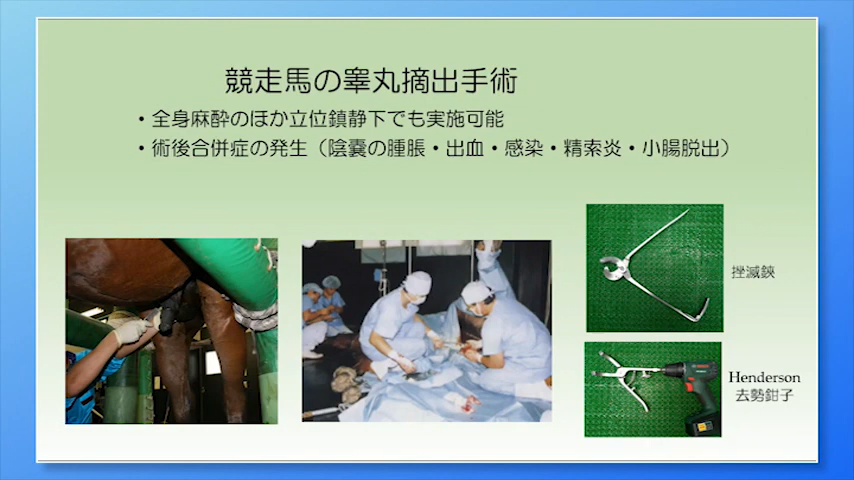 競走馬の睾丸摘出手術
・全身麻酔のほか立位鎮静下でも実施可能
・術後合併症の発生（陰嚢の腫脹・出血・感染・精索炎・小腸脱出）
挫滅鋏
Henderson
去勢鉗子